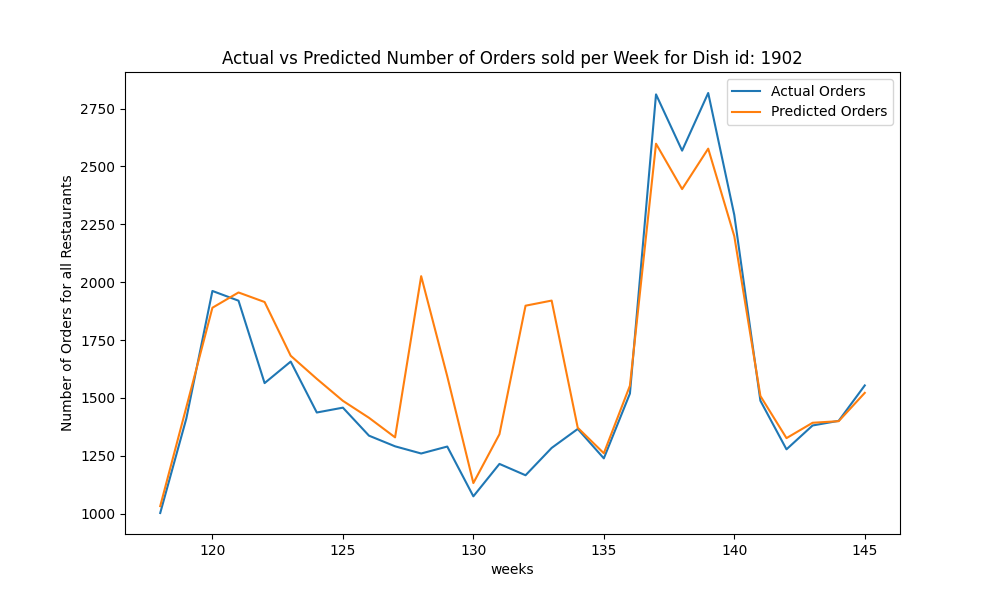 Actual vs Predicted Number of Orders sold per Week for Dish id: 1902
Actual Orders
Predicted Orders
Number of Orders for all Restaurants
2750
2500
2250
2000
1750
1500
1250
1000
120 125 130 135 140 145
weeks